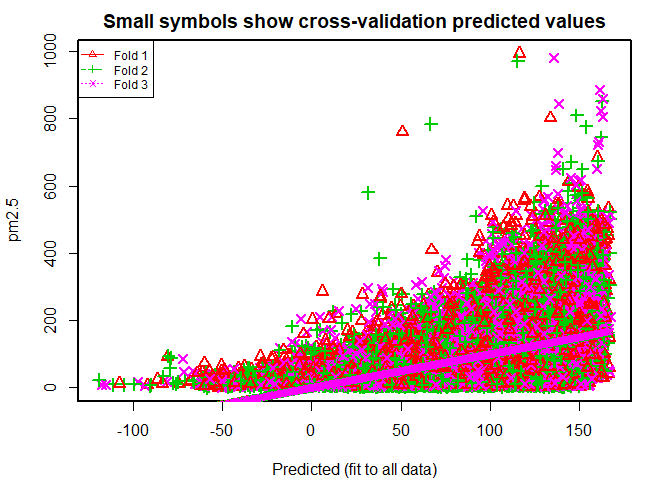 Small symbols show cross-validation predicted values
Fold 1
Fold 2
Fold 3
pm2.5
1000
800
600
400
200
0
-100
-50
0
50
100
150
Predicted (fit to all data)